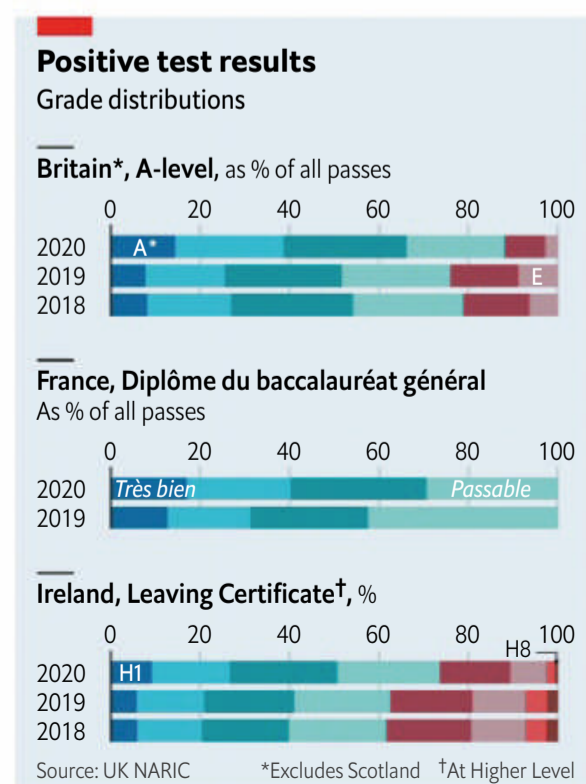 Positive test results
Grade distributions
Britain*, A-level, as % of all passes
0 20 40 60 80 100
2020 A*
2019 E
2018
France, Diplôme du baccalauréat général
As % of all passes
0 20 40 60 80 100
2020 Très bien Passable
2019
Ireland, Leaving Certificate†, %
0 20 40 60 80 100
H8
2020 H1
2019
2018
Source: UK NARIC *Excludes Scotland †At Higher Level